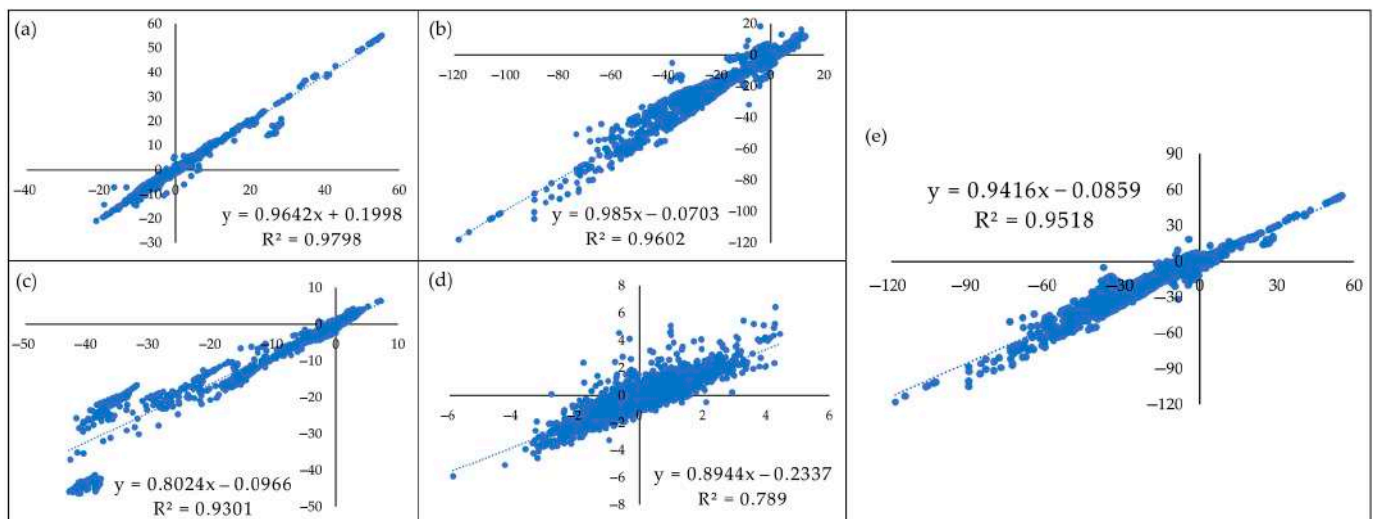 (a)
60
50
40
30
20
10
0
−10
−20
−30
−40 −20 0 20 40 60
y = 0.9642x + 0.1998
R² = 0.9798
(b)
20
0
−20
−40
−60
−80
−100
−120
−120 −100 −80 −60 −40 −20 0 20
y = 0.985x − 0.0703
R² = 0.9602
(c)
10
0
−10
−20
−30
−40
−50
−50 −40 −30 −20 −10 0 10
y = 0.8024x − 0.0966
R² = 0.9301
(d)
8
6
4
2
0
−2
−4
−6
−8
−6 −4 −2 0 2 4 6
y = 0.8944x − 0.2337
R² = 0.789
(e)
90
60
30
0
−30
−60
−90
−120
−120 −90 −60 −30 0 30 60
y = 0.9416x − 0.0859
R² = 0.9518